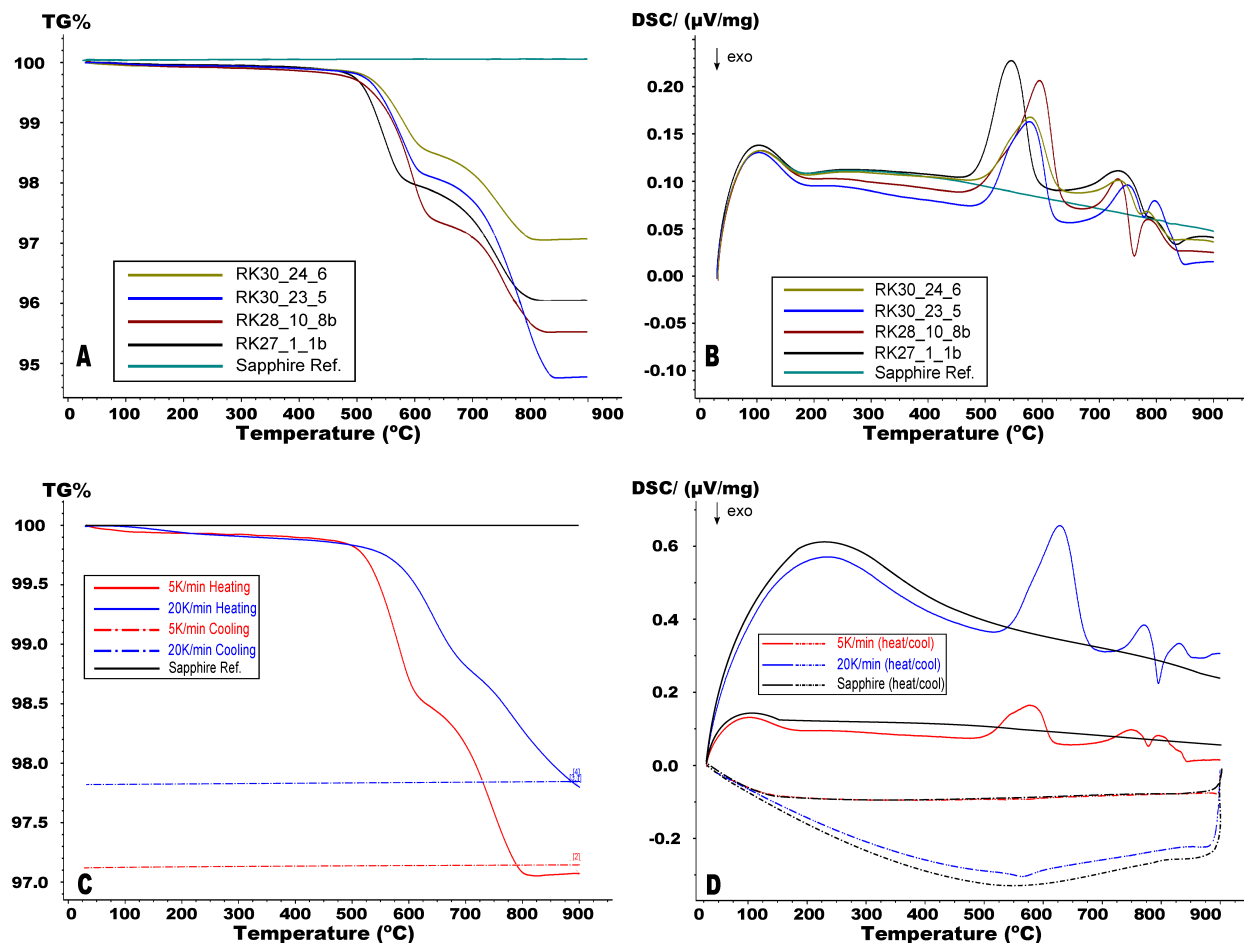 TG%
100
99
98
97
96
95
RK30_24_6
RK30_23_5
RK28_10_8b
RK27_1_1b
Sapphire Ref.
A
0 100 200 300 400 500 600 700 800 900
Temperature (ºC)
DSC/ (µV/mg)
exo
0.20
0.15
0.10
0.05
0.00
-0.05
-0.10
RK30_24_6
RK30_23_5
RK28_10_8b
RK27_1_1b
Sapphire Ref.
B
0 100 200 300 400 500 600 700 800 900
Temperature (ºC)
TG%
100
99.5
99.0
98.5
98.0
97.5
97.0
5K/min Heating
20K/min Heating
5K/min Cooling
20K/min Cooling
Sapphire Ref.
[4]
[2]
C
0 100 200 300 400 500 600 700 800 900
Temperature (ºC)
DSC/ (µV/mg)
exo
0.6
0.4
0.2
0.0
-0.2
5K/min (heat/cool)
20K/min (heat/cool)
Sapphire (heat/cool)
D
0 100 200 300 400 500 600 700 800 900
Temperature (ºC)